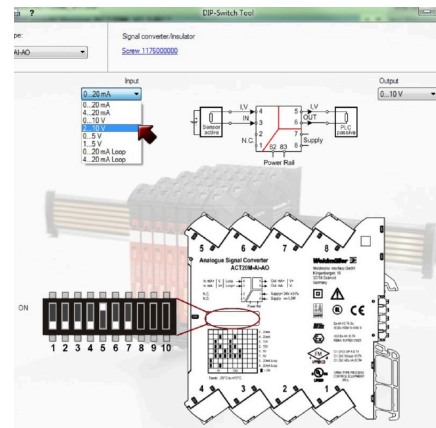 ?
DIP-Switch Tool
pe:
Signal converter/insulator
AI-AO
Screw 1175000000
Input
Output
0...20 mA
0...10 V
0...20 mA
4...20 mA
0...10 V
2...10 V
0...5 V
1...5 V
0...20 mA Loop
4...20 mA Loop
Sensor
active
I,V
IN
N.C.
4
3
2
1
82 83
5
6
7
8
I,V
OUT
Supply
PLC
passive
Power Rail
5 6 7 8
Analogue Signal Converter
ACT20M-AI-AO
Weidmüller
ON
1 2 3 4 5 6 7 8 9 10
4 3 2 1